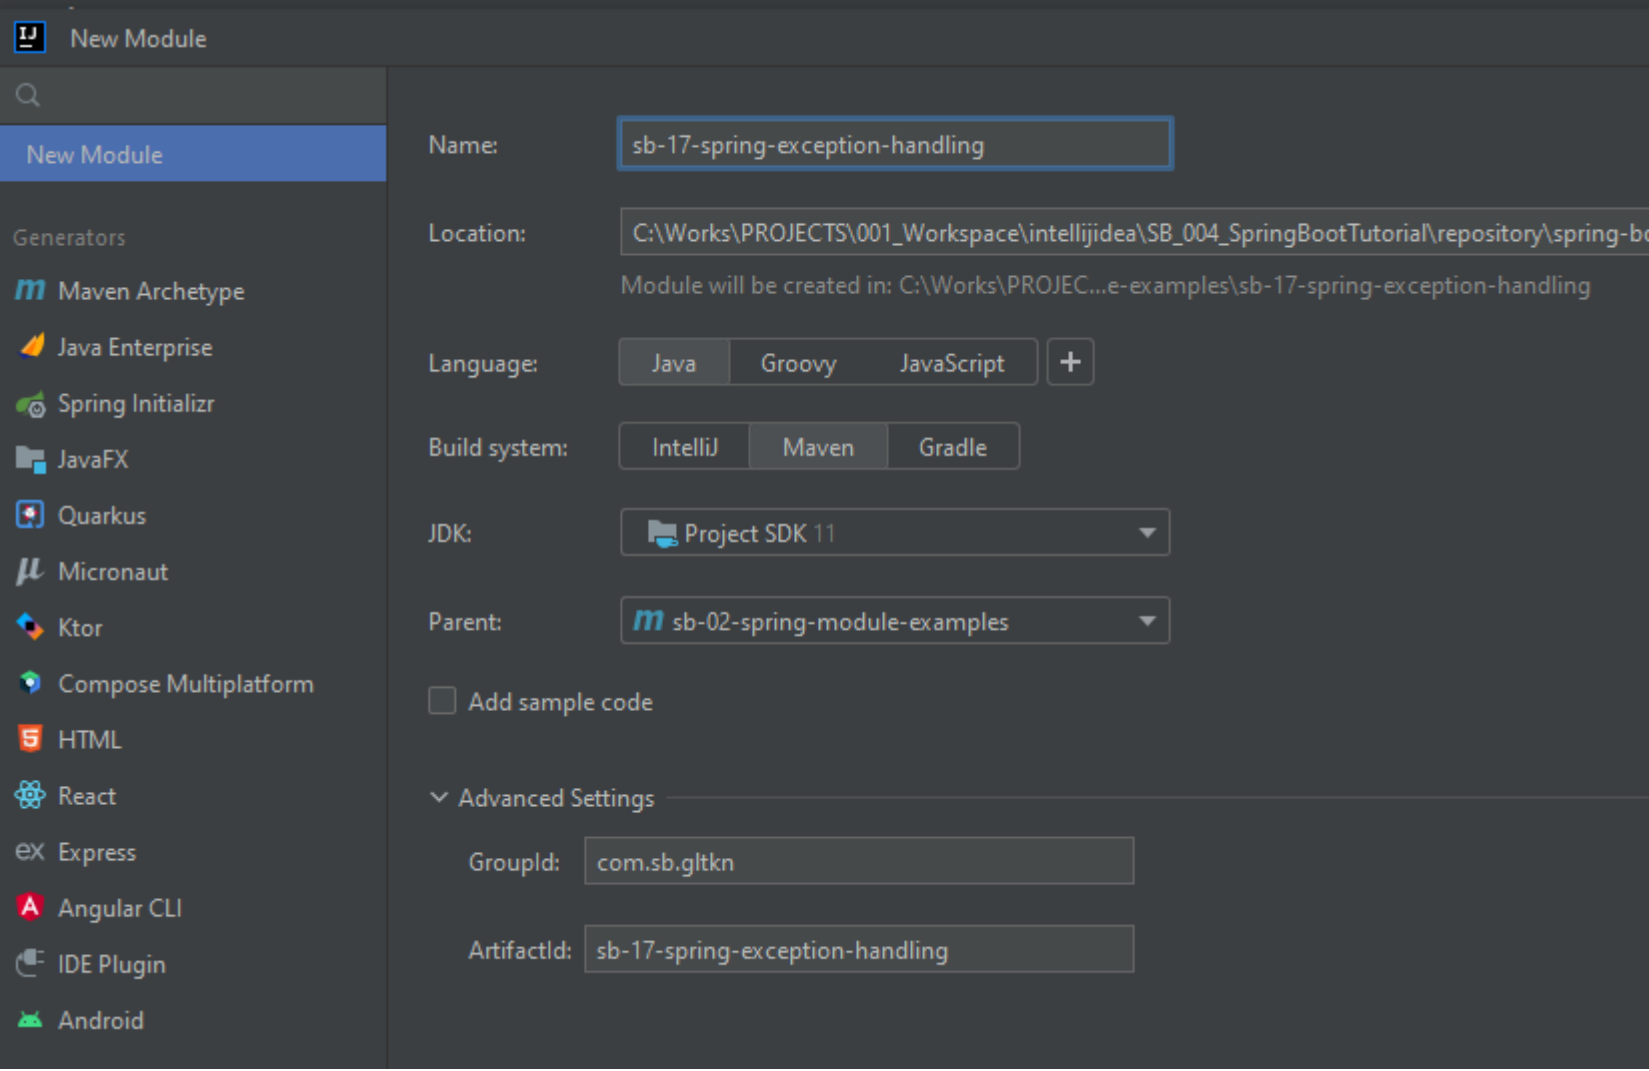 New Module
New Module
Generators
Maven Archetype
Java Enterprise
Spring Initializr
JavaFX
Quarkus
Micronaut
Ktor
Compose Multiplatform
HTML
React
ex Express
Angular CLI
IDE Plugin
Android
Name: sb-17-spring-exception-handling
Location: C:\Works\PROJECTS\001_Workspace\intellijidea\SB_004_SpringBootTutorial\repository\spring-bo
Module will be created in: C:\Works\PROJEC...e-examples\sb-17-spring-exception-handling
Language: Java Groovy JavaScript +
Build system: IntelliJ Maven Gradle
JDK: Project SDK 11
Parent: sb-02-spring-module-examples
Add sample code
Advanced Settings
GroupId: com.sb.gltkn
ArtifactId: sb-17-spring-exception-handling